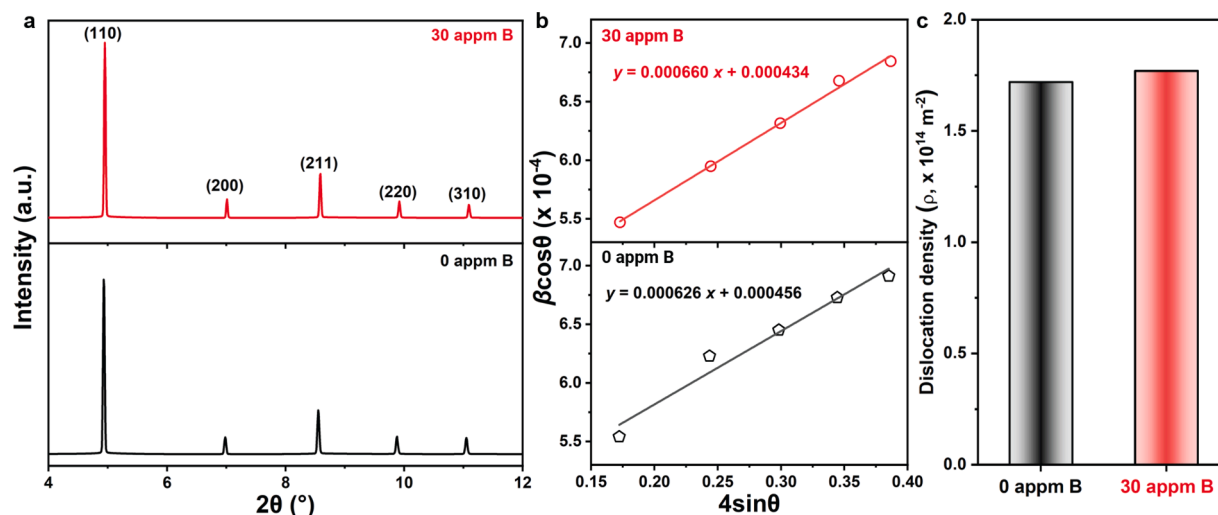 a
30 appm B
(110)
(200)
(211)
(220)
(310)
0 appm B
Intensity (a.u.)
4
6
8
10
12
2θ (°)
b
30 appm B
y = 0.000660 x + 0.000434
7.0
6.5
6.0
5.5
0 appm B
y = 0.000626 x + 0.000456
7.0
6.5
6.0
5.5
βcosθ (x 10-4)
0.15
0.20
0.25
0.30
0.35
0.40
4sinθ
c
2.0
1.5
1.0
0.5
0.0
Dislocation density (ρ, x 1014 m-2)
0 appm B
30 appm B